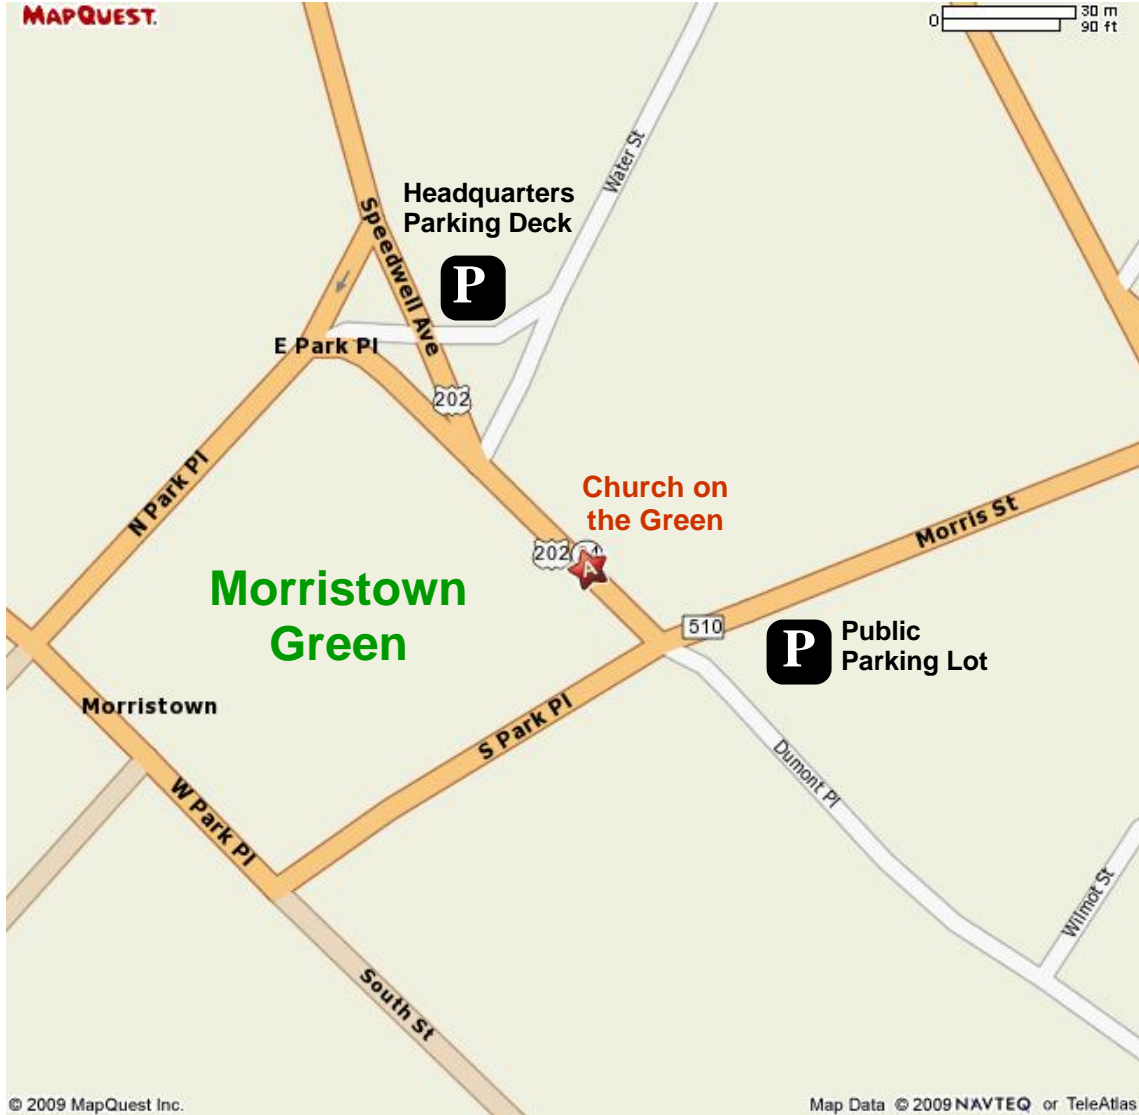 MAPQUEST.
0
30 m
90 ft
Water St
Headquarters
Parking Deck
P
Speedwell Ave
E Park Pl
202
N Park Pl
Church on
the Green
Morris St
202
A
Morristown
Green
510
P
Public
Parking Lot
Morristown
S Park Pl
Dumont Pl
W Park Pl
Wilmot St
South St
© 2009 MapQuest Inc.
Map Data © 2009 NAVTEQ or TeleAtlas